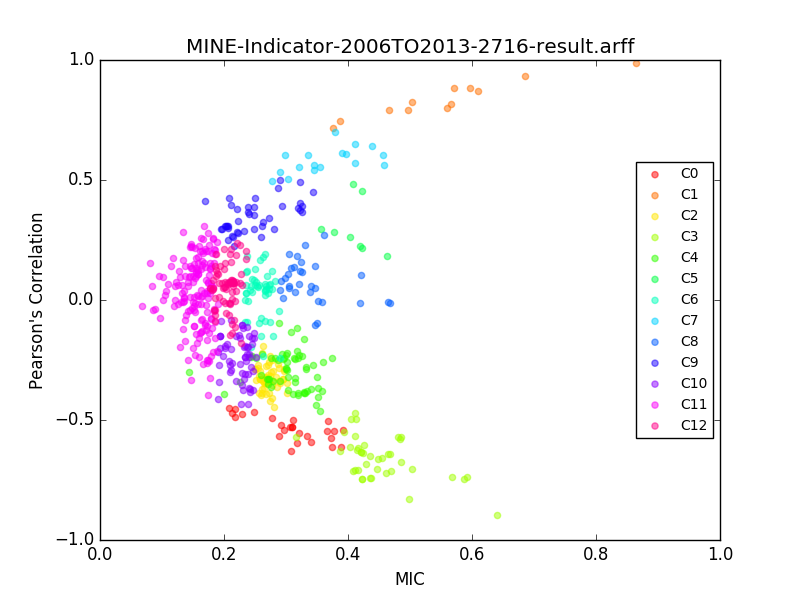 MINE-Indicator-2006TO2013-2716-result.arff
1.0
0.5
0.0
−0.5
−1.0
Pearson's Correlation
0.0
0.2
0.4
0.6
0.8
1.0
MIC
C0
C1
C2
C3
C4
C5
C6
C7
C8
C9
C10
C11
C12